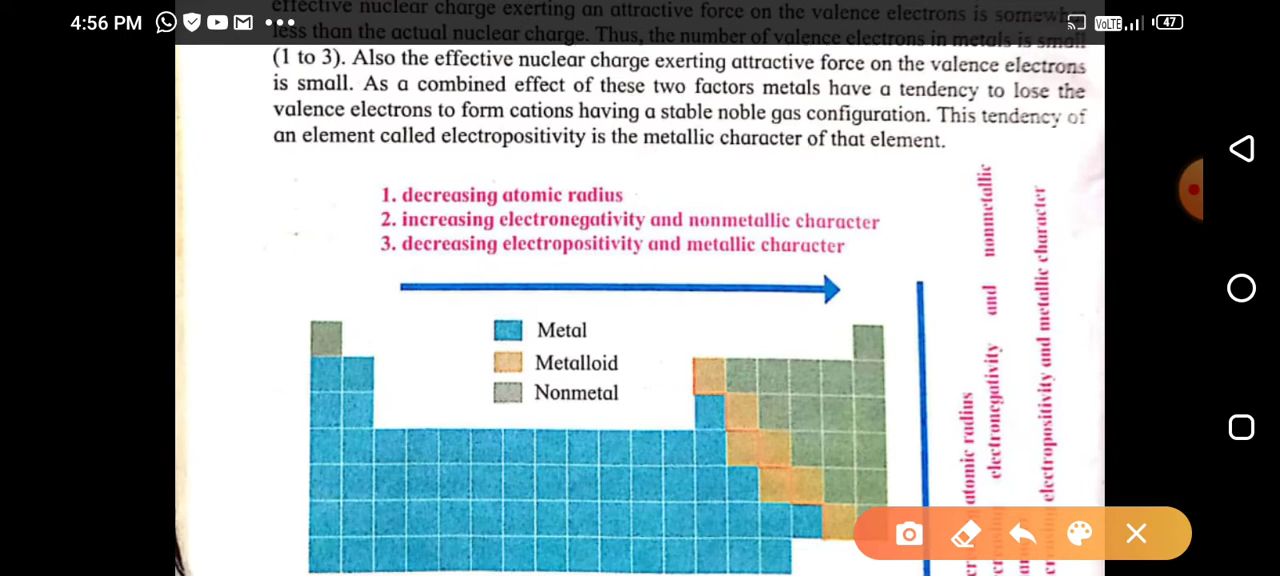 4:56 PM
VoLTE
47
effective nuclear charge exerting an attractive force on the valence electrons is
less than the actual nuclear charge. Thus, the number of valence electrons in metals is small
(1 to 3). Also the effective nuclear charge exerting attractive force on the valence electrons
is small. As a combined effect of these two factors metals have a tendency to lose the
valence electrons to form cations having a stable noble gas configuration. This tendency of
an element called electropositivity is the metallic character of that element.
1. decreasing atomic radius
2. increasing electronegativity and nonmetallic character
3. decreasing electropositivity and metallic character
Metal
Metalloid
Nonmetal
atomic radius
electronegativity and nonmetallic
electropositivity and metallic character